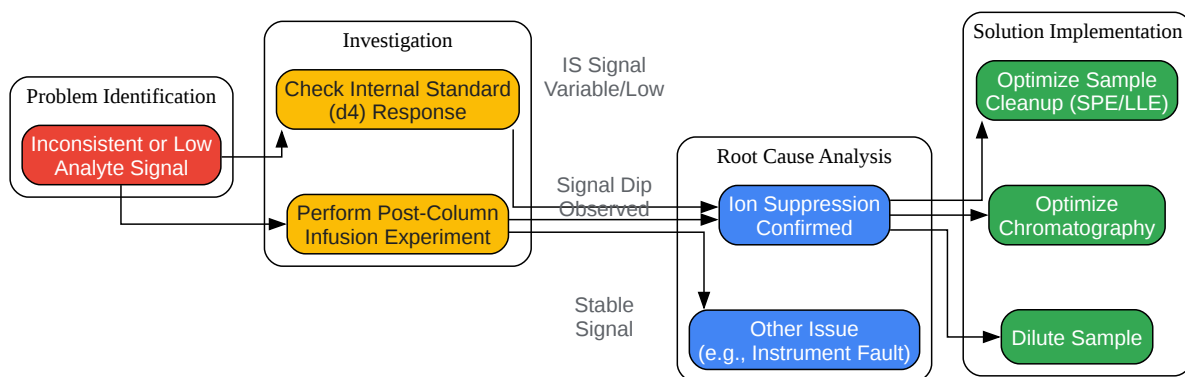 Problem Identification
Inconsistent or Low
Analyte Signal
Investigation
Check Internal Standard
(d4) Response
Perform Post-Column
Infusion Experiment
IS Signal
Variable/Low
Signal Dip
Observed
Stable
Signal
Root Cause Analysis
Ion Suppression
Confirmed
Other Issue
(e.g., Instrument Fault)
Solution Implementation
Optimize Sample
Cleanup (SPE/LLE)
Optimize
Chromatography
Dilute Sample